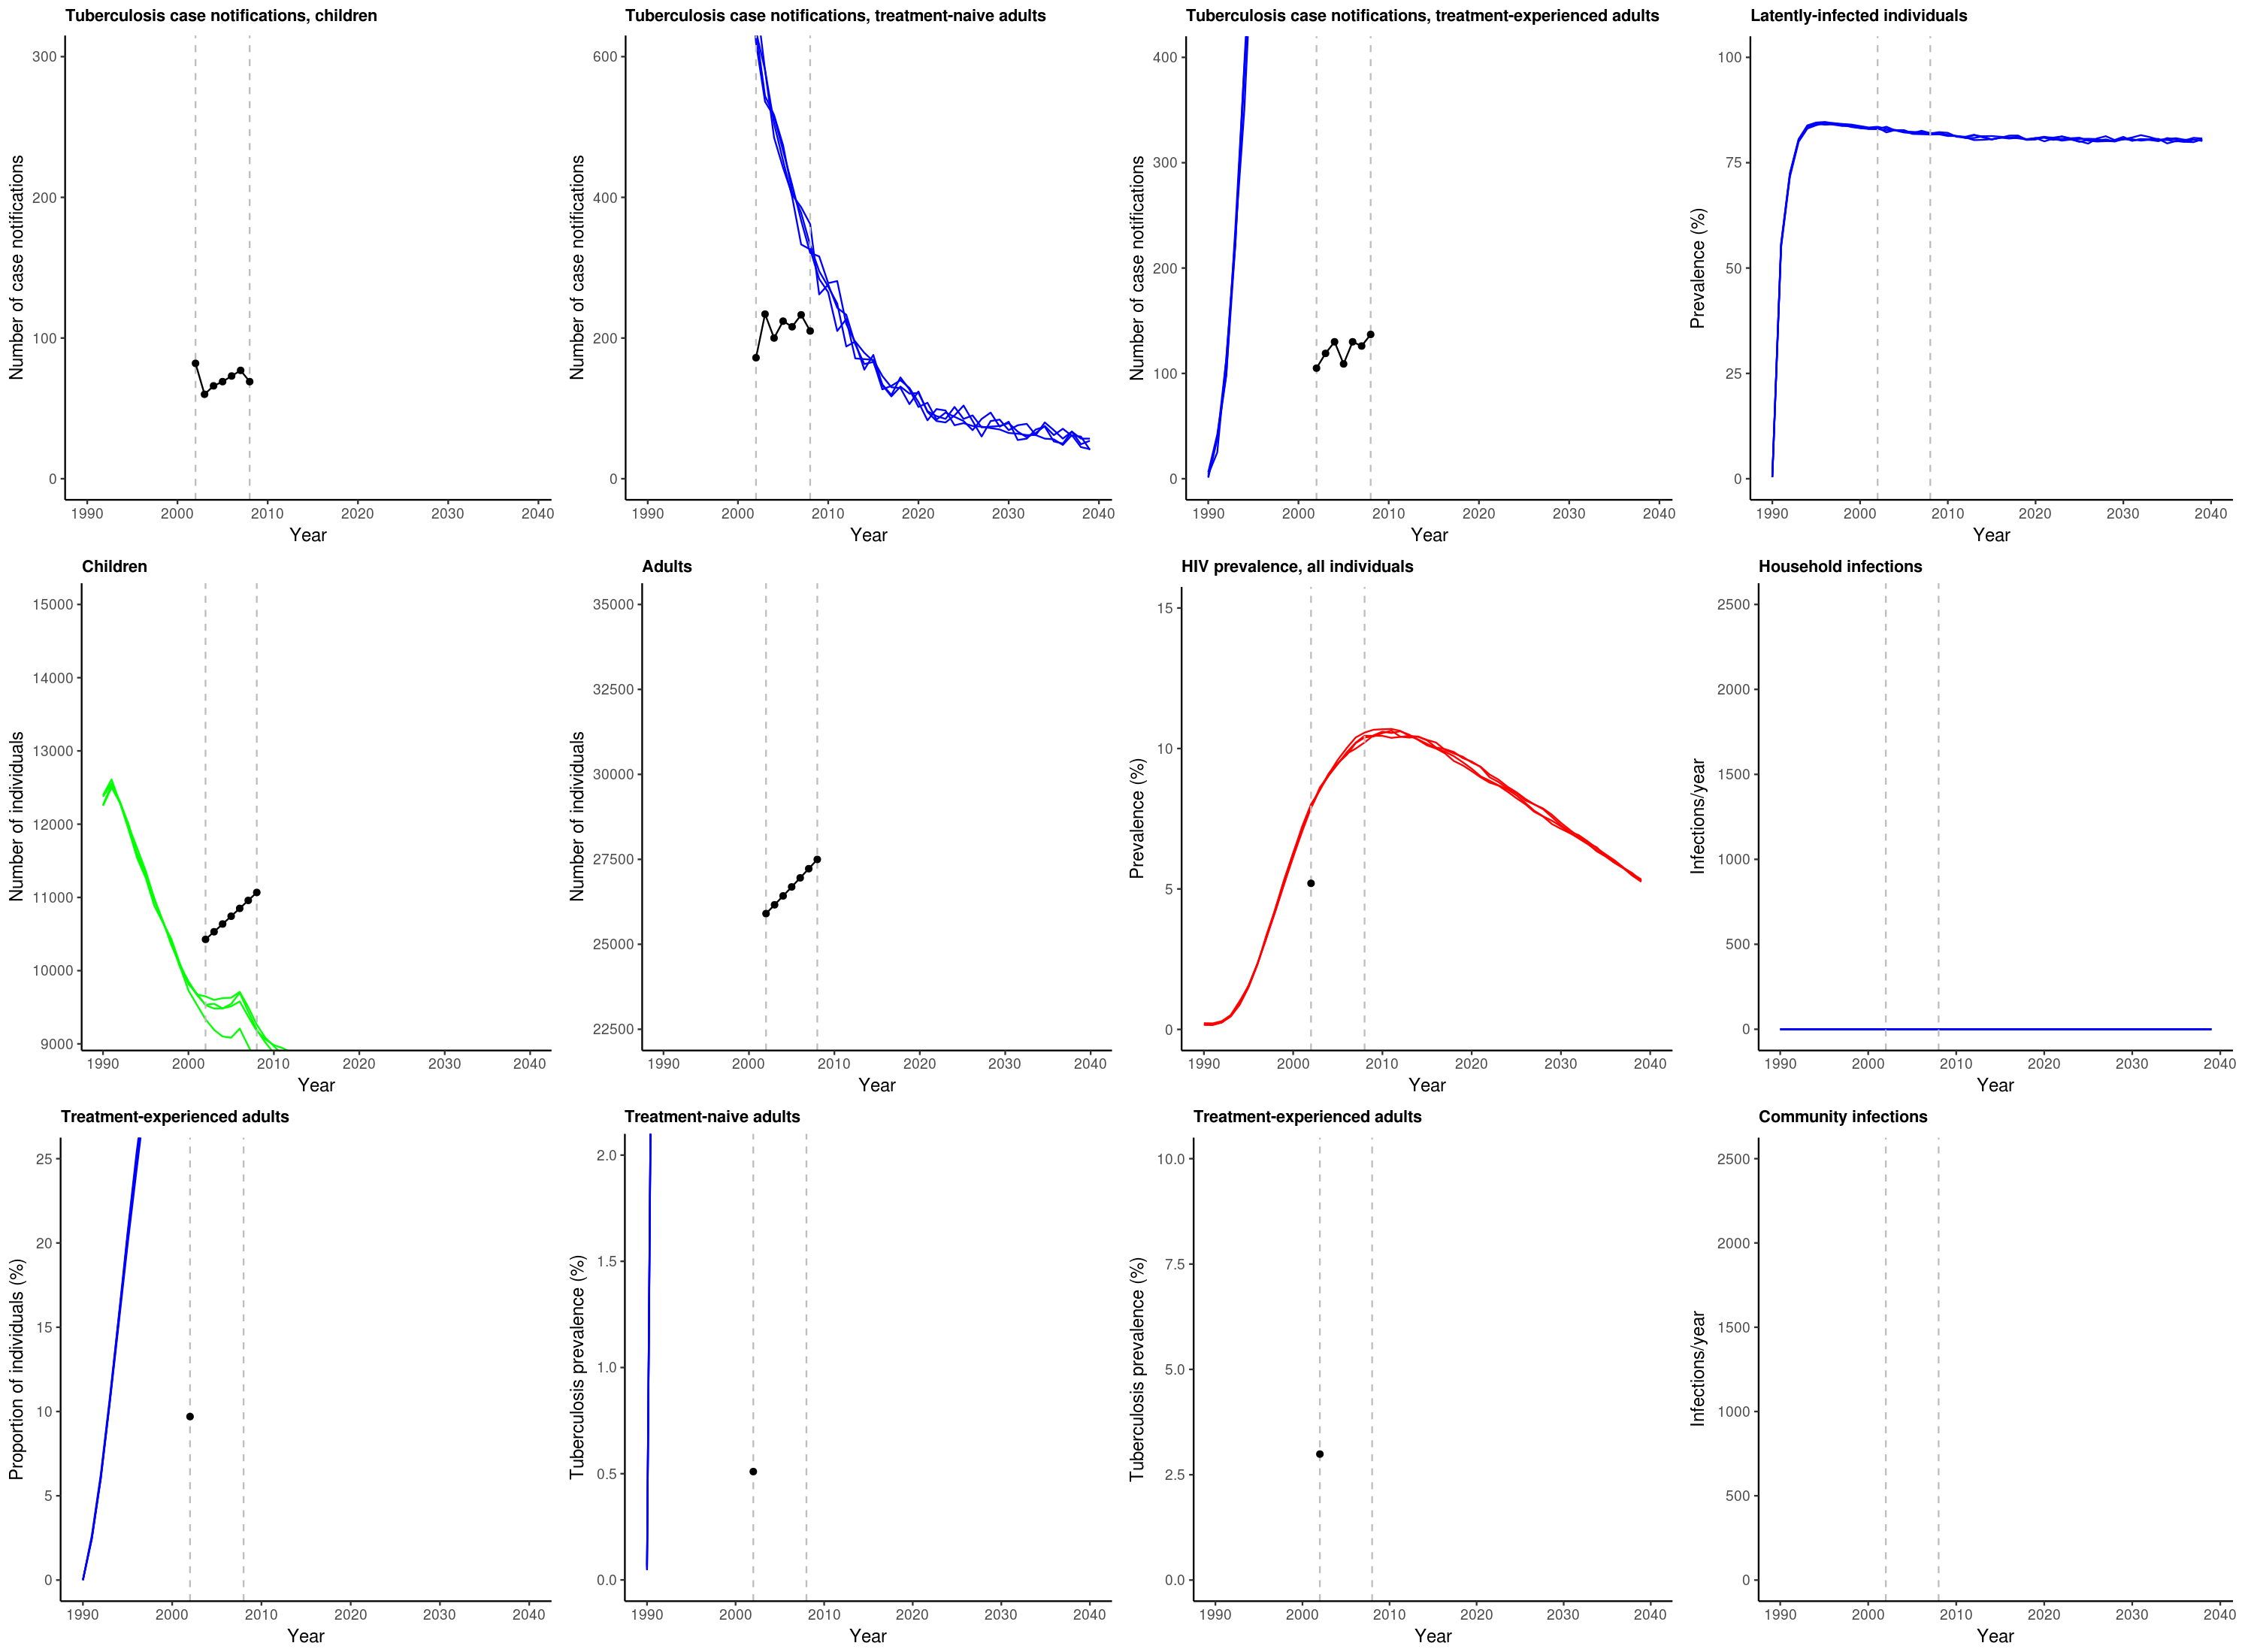 Tuberculosis case notifications, children
Number of case notifications
300
200
100
0
1990 2000 2010 2020 2030 2040
Year
Tuberculosis case notifications, treatment-naive adults
Number of case notifications
600
400
200
0
1990 2000 2010 2020 2030 2040
Year
Tuberculosis case notifications, treatment-experienced adults
Number of case notifications
400
300
200
100
0
1990 2000 2010 2020 2030 2040
Year
Latently-infected individuals
Prevalence (%)
100
75
50
25
0
1990 2000 2010 2020 2030 2040
Year
Children
Number of individuals
15000
14000
13000
12000
11000
10000
9000
1990 2000 2010 2020 2030 2040
Year
Adults
Number of individuals
35000
32500
30000
27500
25000
22500
1990 2000 2010 2020 2030 2040
Year
HIV prevalence, all individuals
Prevalence (%)
15
10
5
0
1990 2000 2010 2020 2030 2040
Year
Household infections
Infections/year
2500
2000
1500
1000
500
0
1990 2000 2010 2020 2030 2040
Year
Treatment-experienced adults
Proportion of individuals (%)
25
20
15
10
5
0
1990 2000 2010 2020 2030 2040
Year
Treatment-naive adults
Tuberculosis prevalence (%)
2.0
1.5
1.0
0.5
0.0
1990 2000 2010 2020 2030 2040
Year
Treatment-experienced adults
Tuberculosis prevalence (%)
10.0
7.5
5.0
2.5
0.0
1990 2000 2010 2020 2030 2040
Year
Community infections
Infections/year
2500
2000
1500
1000
500
0
1990 2000 2010 2020 2030 2040
Year